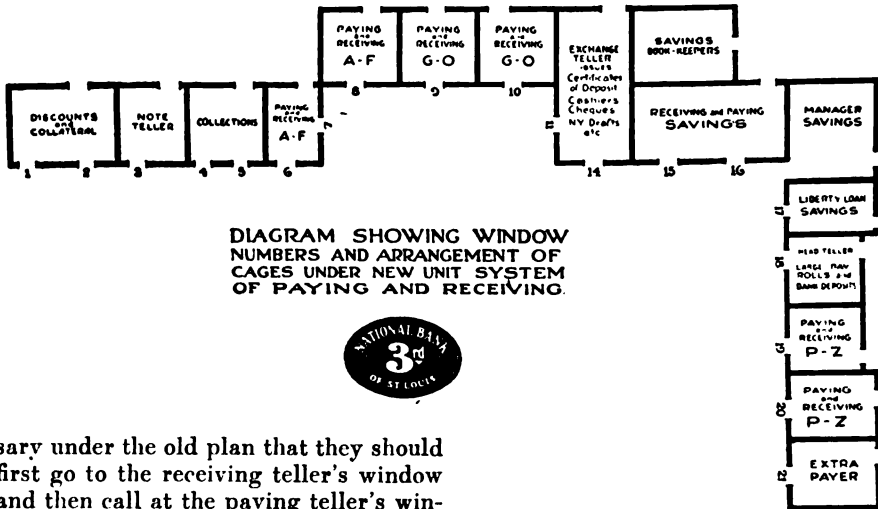 PAYING
and
RECEIVING
A-F
PAYING
and
RECEIVING
G-O
PAYING
and
RECEIVING
G-O
EXCHANGE
TELLER
issues
Certificates
of Deposit
Cashiers
Cheques
NY Drafts
etc
SAVINGS
BOOK-KEEPERS
8
9
10
DISCOUNTS
and
COLLATERAL
NOTE
TELLER
COLLECTIONS
PAYING
and
RECEIVING
A-F
7
11
RECEIVING and PAYING
SAVINGS
MANAGER
SAVINGS
1
2
3
4
5
6
14
15
16
DIAGRAM SHOWING WINDOW
NUMBERS AND ARRANGEMENT OF
CAGES UNDER NEW UNIT SYSTEM
OF PAYING AND RECEIVING.
NATIONAL BANK
3rd
OF ST LOUIS
17
LIBERTY LOAN
SAVINGS
18
HEAD TELLER
LARGE PAY
ROLLS and
BANK DEPOSITS
19
PAYING
and
RECEIVING
P-Z
20
PAYING
and
RECEIVING
P-Z
21
EXTRA
PAYER
sary under the old plan that they should
first go to the receiving teller's window
and then call at the paying teller's win-